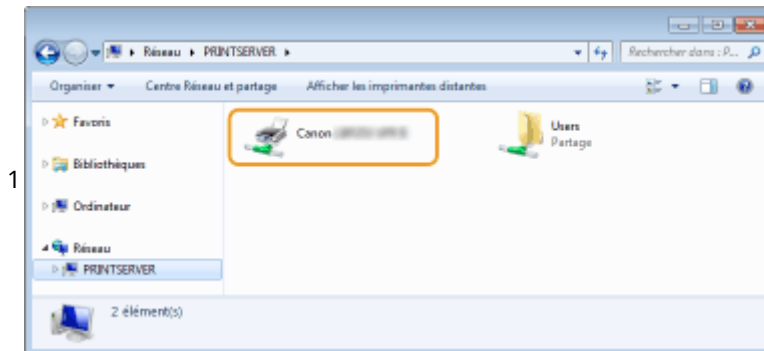 Réseau ▸ PRINTSERVER ▸
Rechercher dans : P...
Organiser ▾ Centre Réseau et partage Afficher les imprimantes distantes
Favoris
Canon
Users
Partage
Bibliothèques
1
Ordinateur
Réseau
PRINTSERVER
2 élément(s)